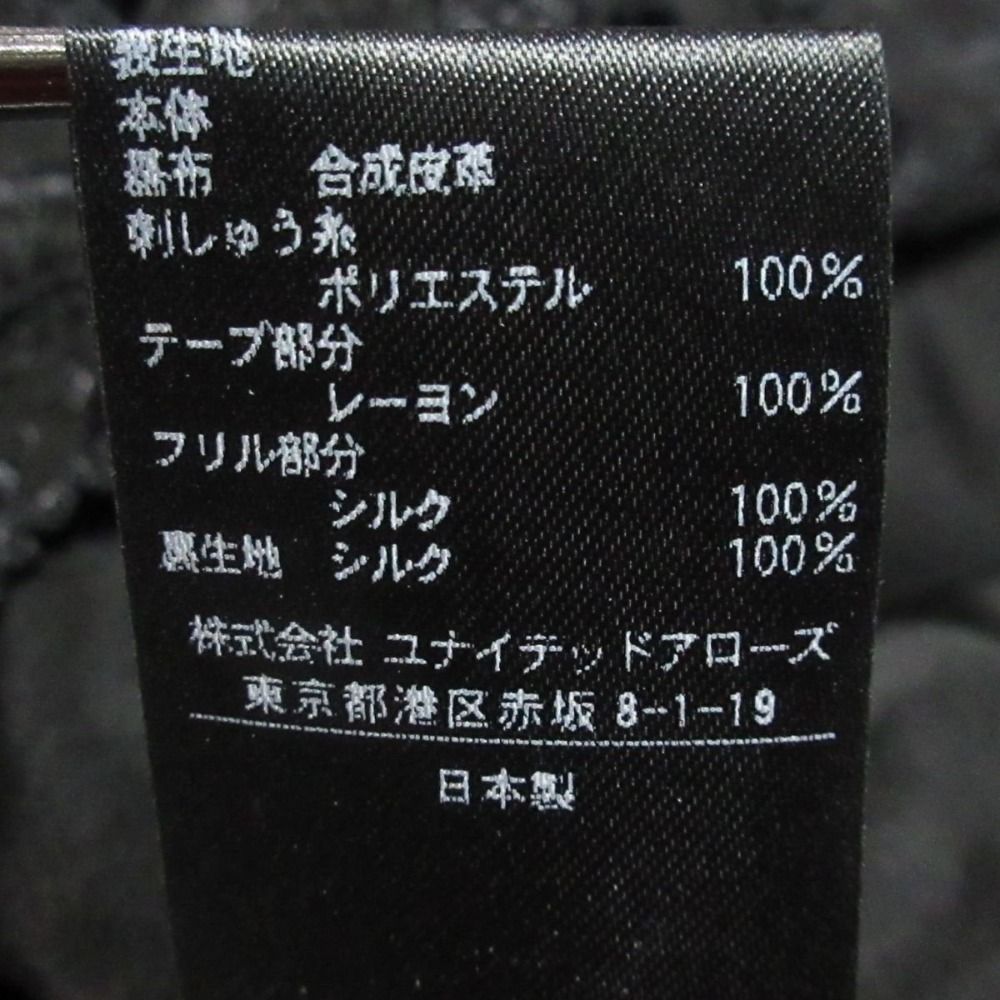 表生地
本体
基布 合成皮革
刺しゅう糸
ポリエステル 100%
テープ部分
レーヨン 100%
フリル部分
シルク 100%
裏生地 シルク 100%
株式会社 ユナイテッドアローズ
東京都港区赤坂 8-1-19
日本製